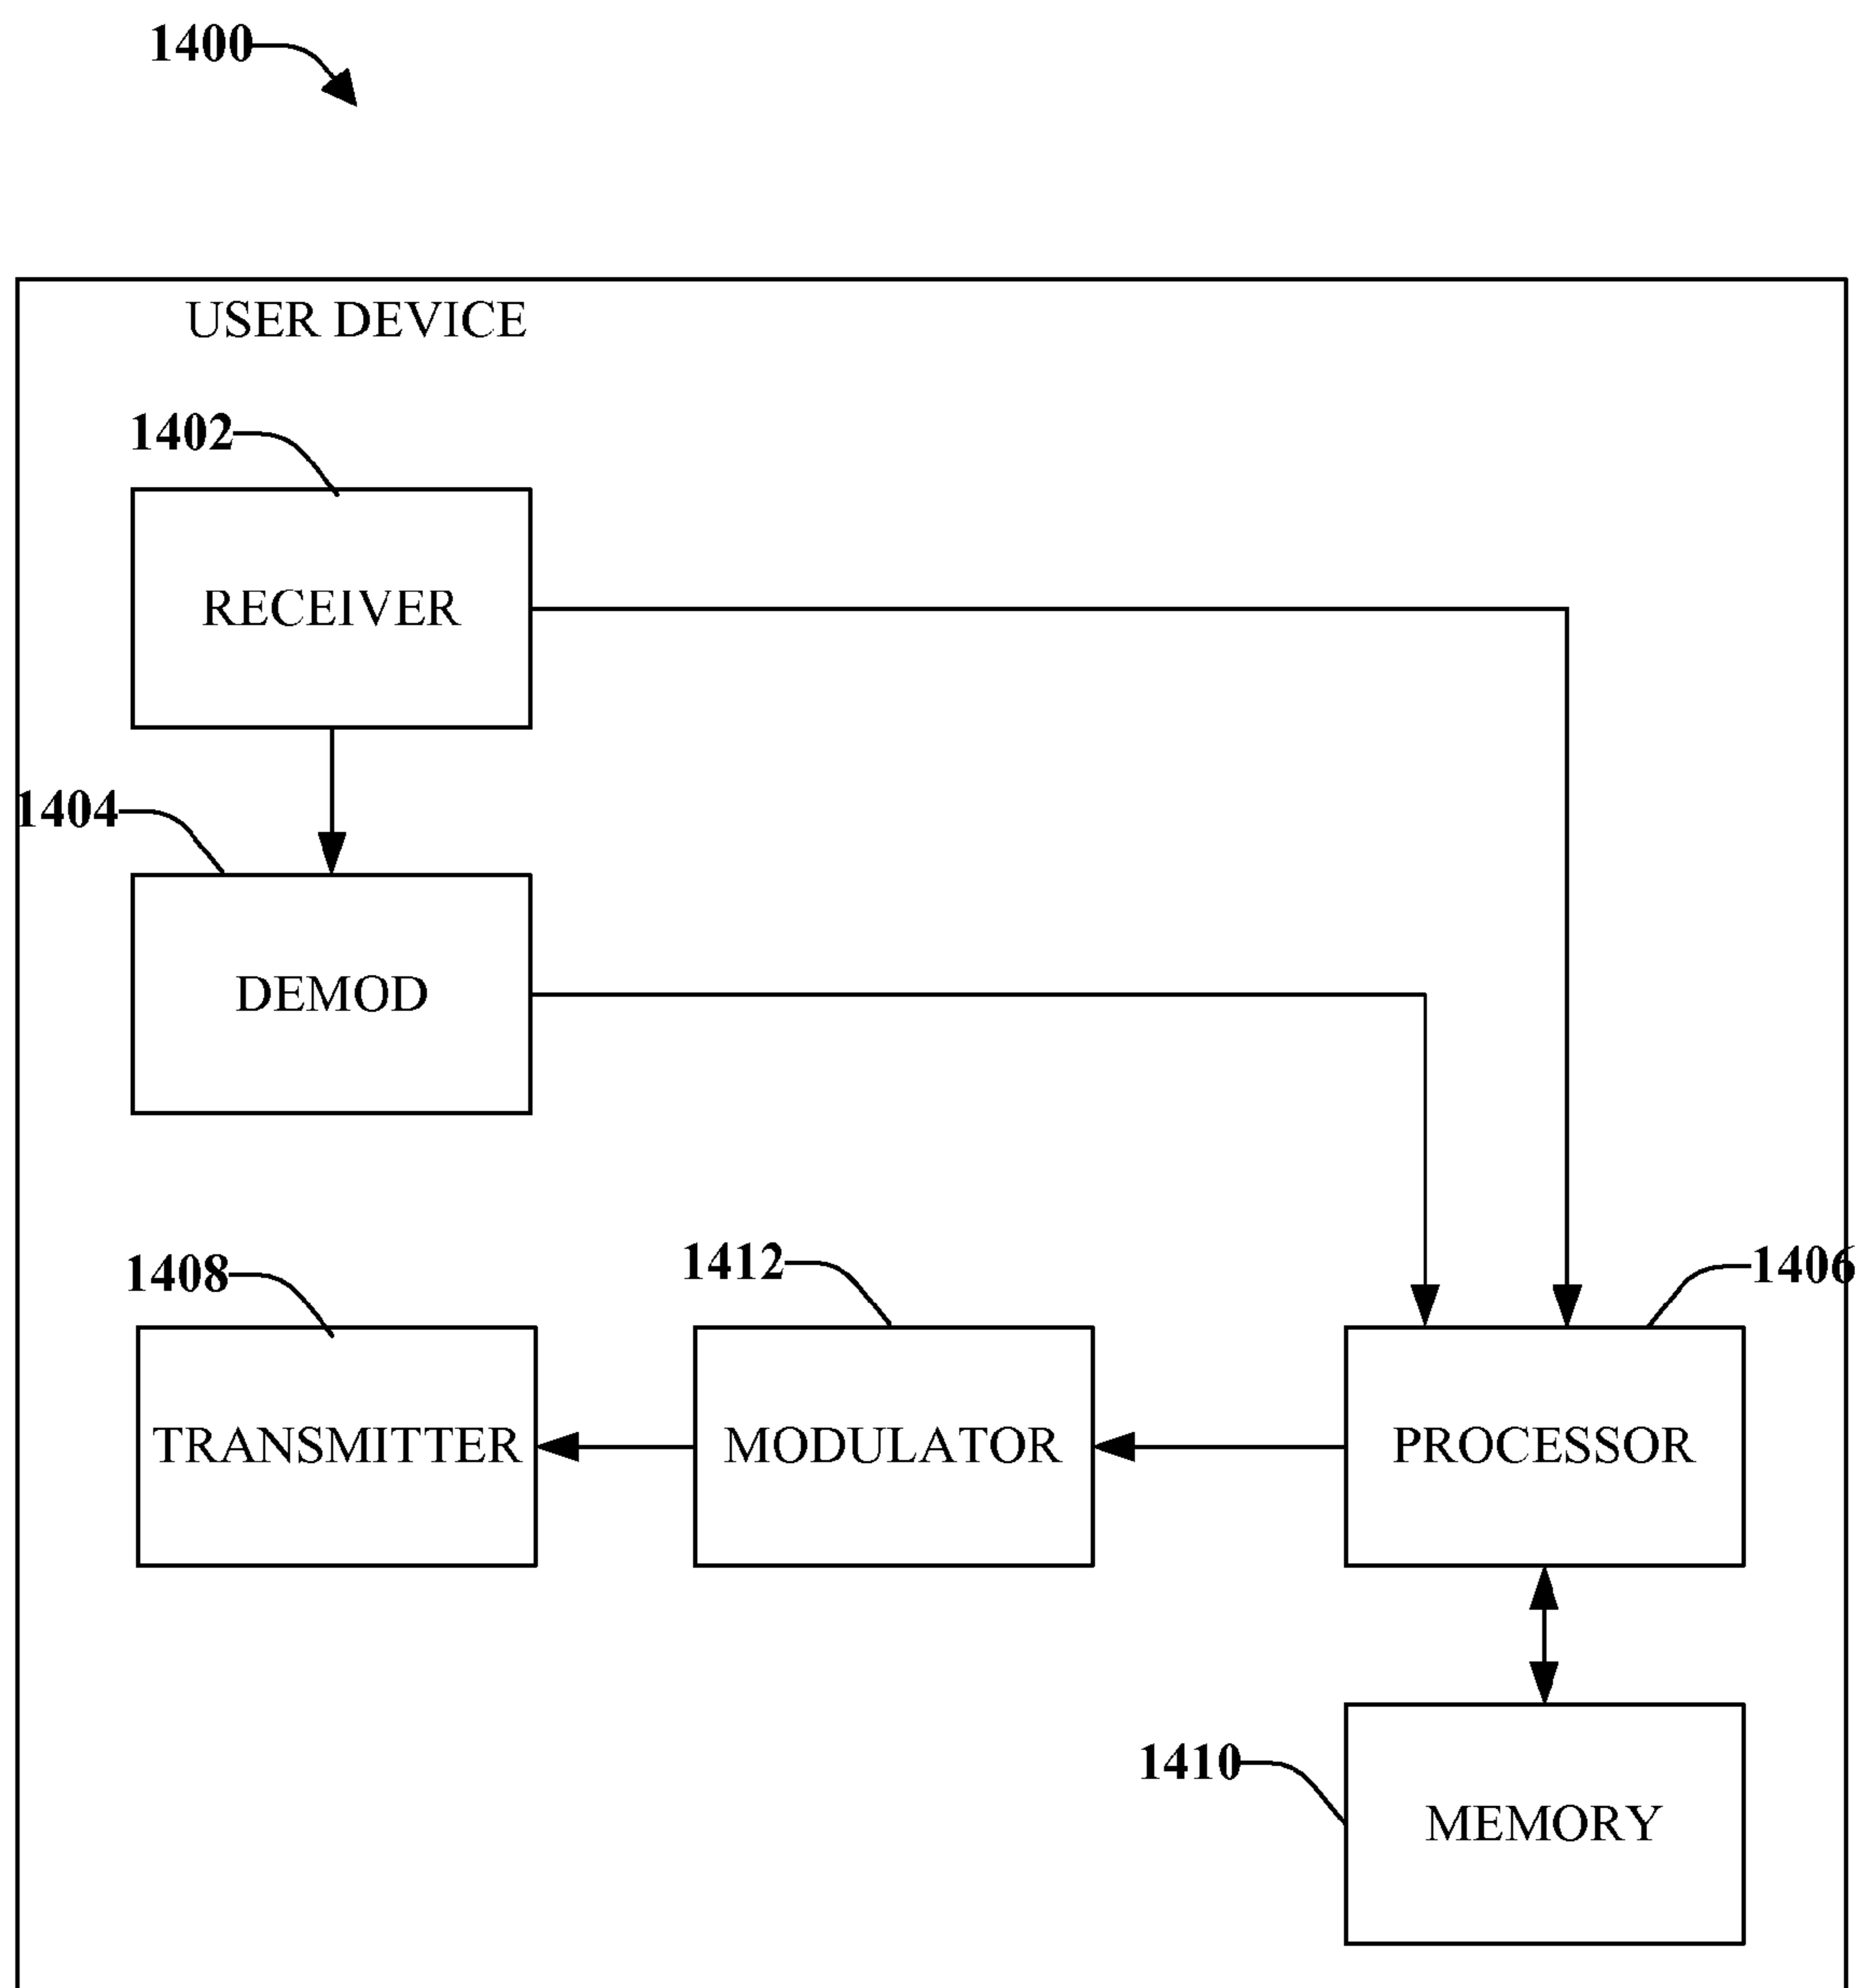 1400
USER DEVICE
1402
RECEIVER
1404
DEMOD
1408
1412
1406
TRANSMITTER
MODULATOR
PROCESSOR
1410
MEMORY